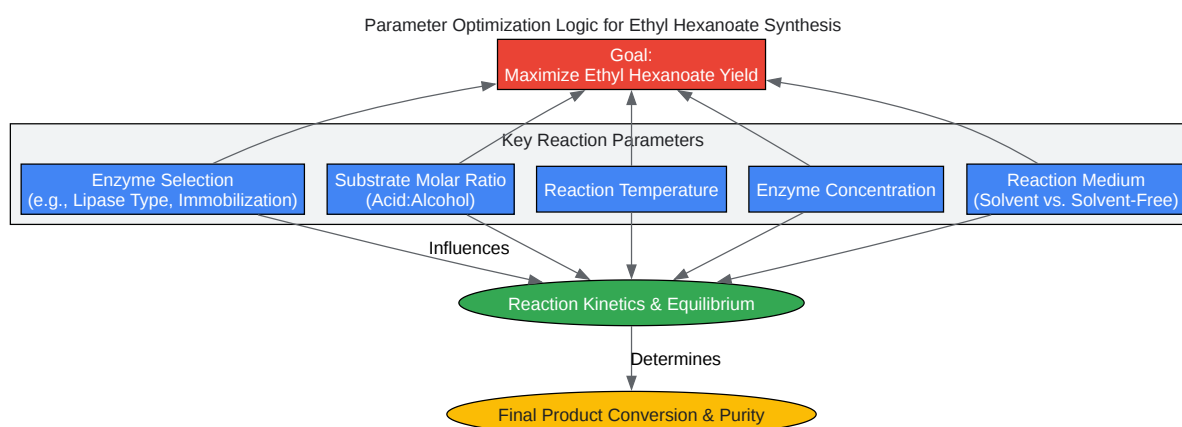 Parameter Optimization Logic for Ethyl Hexanoate Synthesis
Goal:
Maximize Ethyl Hexanoate Yield
Key Reaction Parameters
Enzyme Selection
(e.g., Lipase Type, Immobilization)
Substrate Molar Ratio
(Acid:Alcohol)
Reaction Temperature
Enzyme Concentration
Reaction Medium
(Solvent vs. Solvent-Free)
Influences
Reaction Kinetics & Equilibrium
Determines
Final Product Conversion & Purity